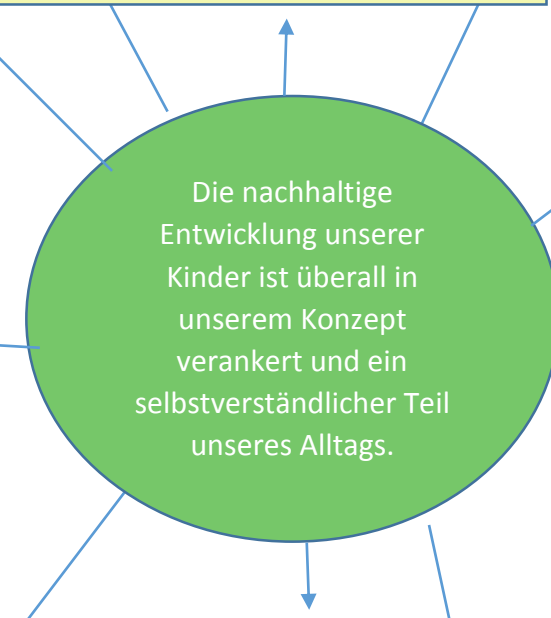 Die nachhaltige
Entwicklung unserer
Kinder ist überall in
unserem Konzept
verankert und ein
selbstverständlicher Teil
unseres Alltags.